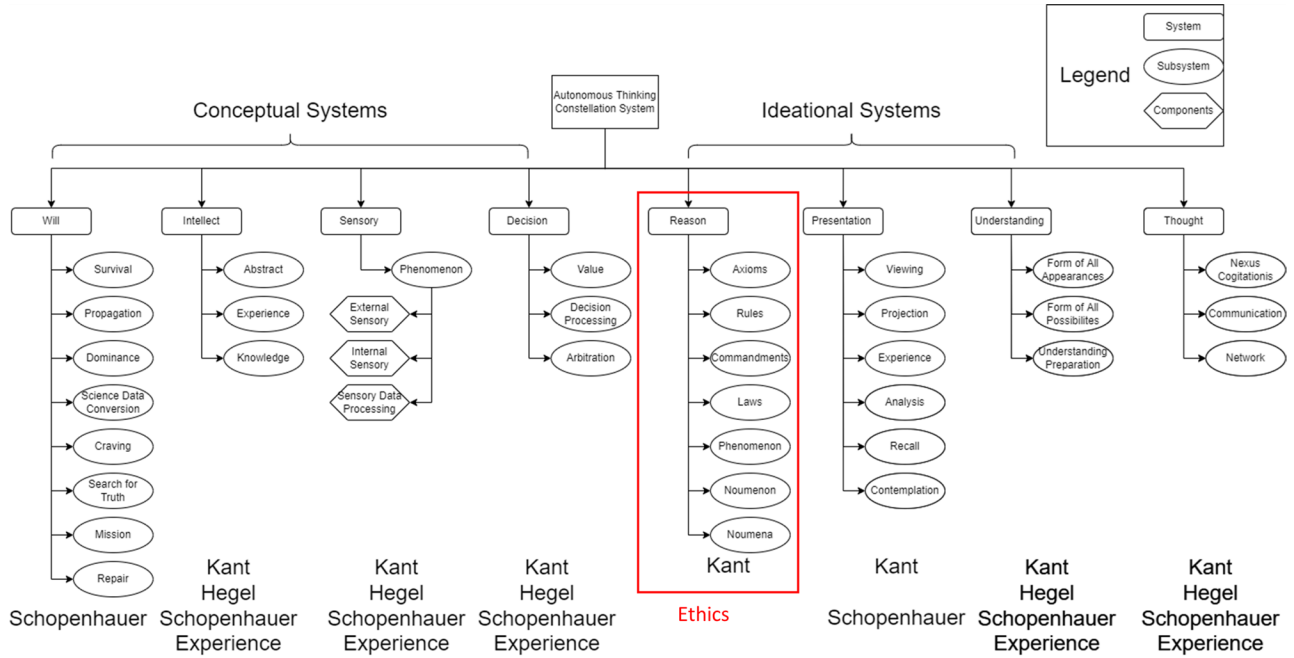 System
Legend
Subsystem
Components
Autonomous Thinking
Constellation System
Conceptual Systems
Ideational Systems
Will
Intellect
Sensory
Decision
Reason
Presentation
Understanding
Thought
Survival
Propagation
Dominance
Science Data
Conversion
Craving
Search for
Truth
Mission
Repair
Schopenhauer
Abstract
Experience
Knowledge
Kant
Hegel
Schopenhauer
Experience
Phenomenon
External
Sensory
Internal
Sensory
Sensory Data
Processing
Kant
Hegel
Schopenhauer
Experience
Value
Decision
Processing
Arbitration
Kant
Hegel
Schopenhauer
Experience
Axioms
Rules
Commandments
Laws
Phenomenon
Noumenon
Noumena
Kant
Ethics
Viewing
Projection
Experience
Analysis
Recall
Contemplation
Kant
Schopenhauer
Form of All
Appearances
Form of All
Possibilites
Understanding
Preparation
Kant
Hegel
Schopenhauer
Experience
Nexus
Cogitationis
Communication
Network
Kant
Hegel
Schopenhauer
Experience